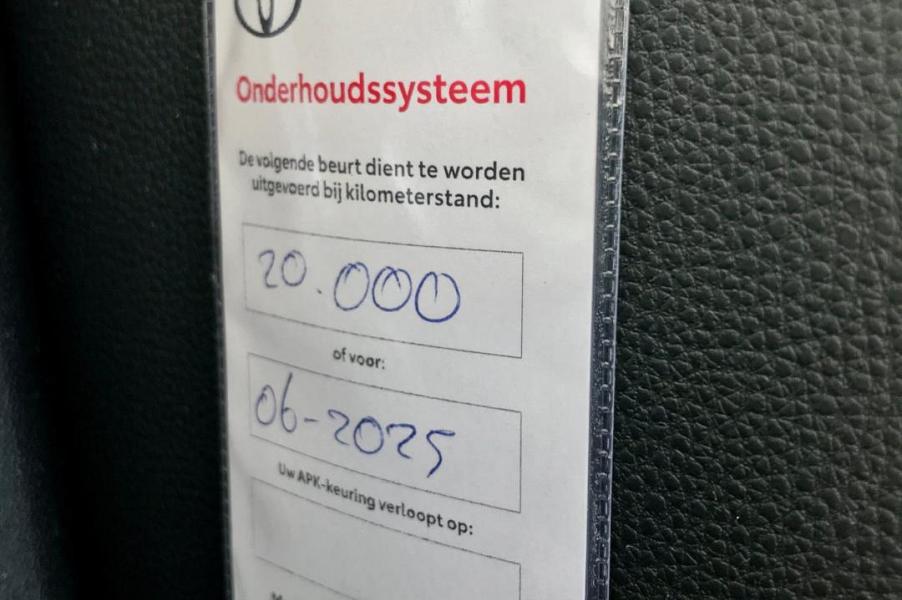 Onderhoudssysteem
De volgende beurt dient te worden
uitgevoerd bij kilometerstand:
20.000
of voor:
06-2025
Uw APK-keuring verloopt op: